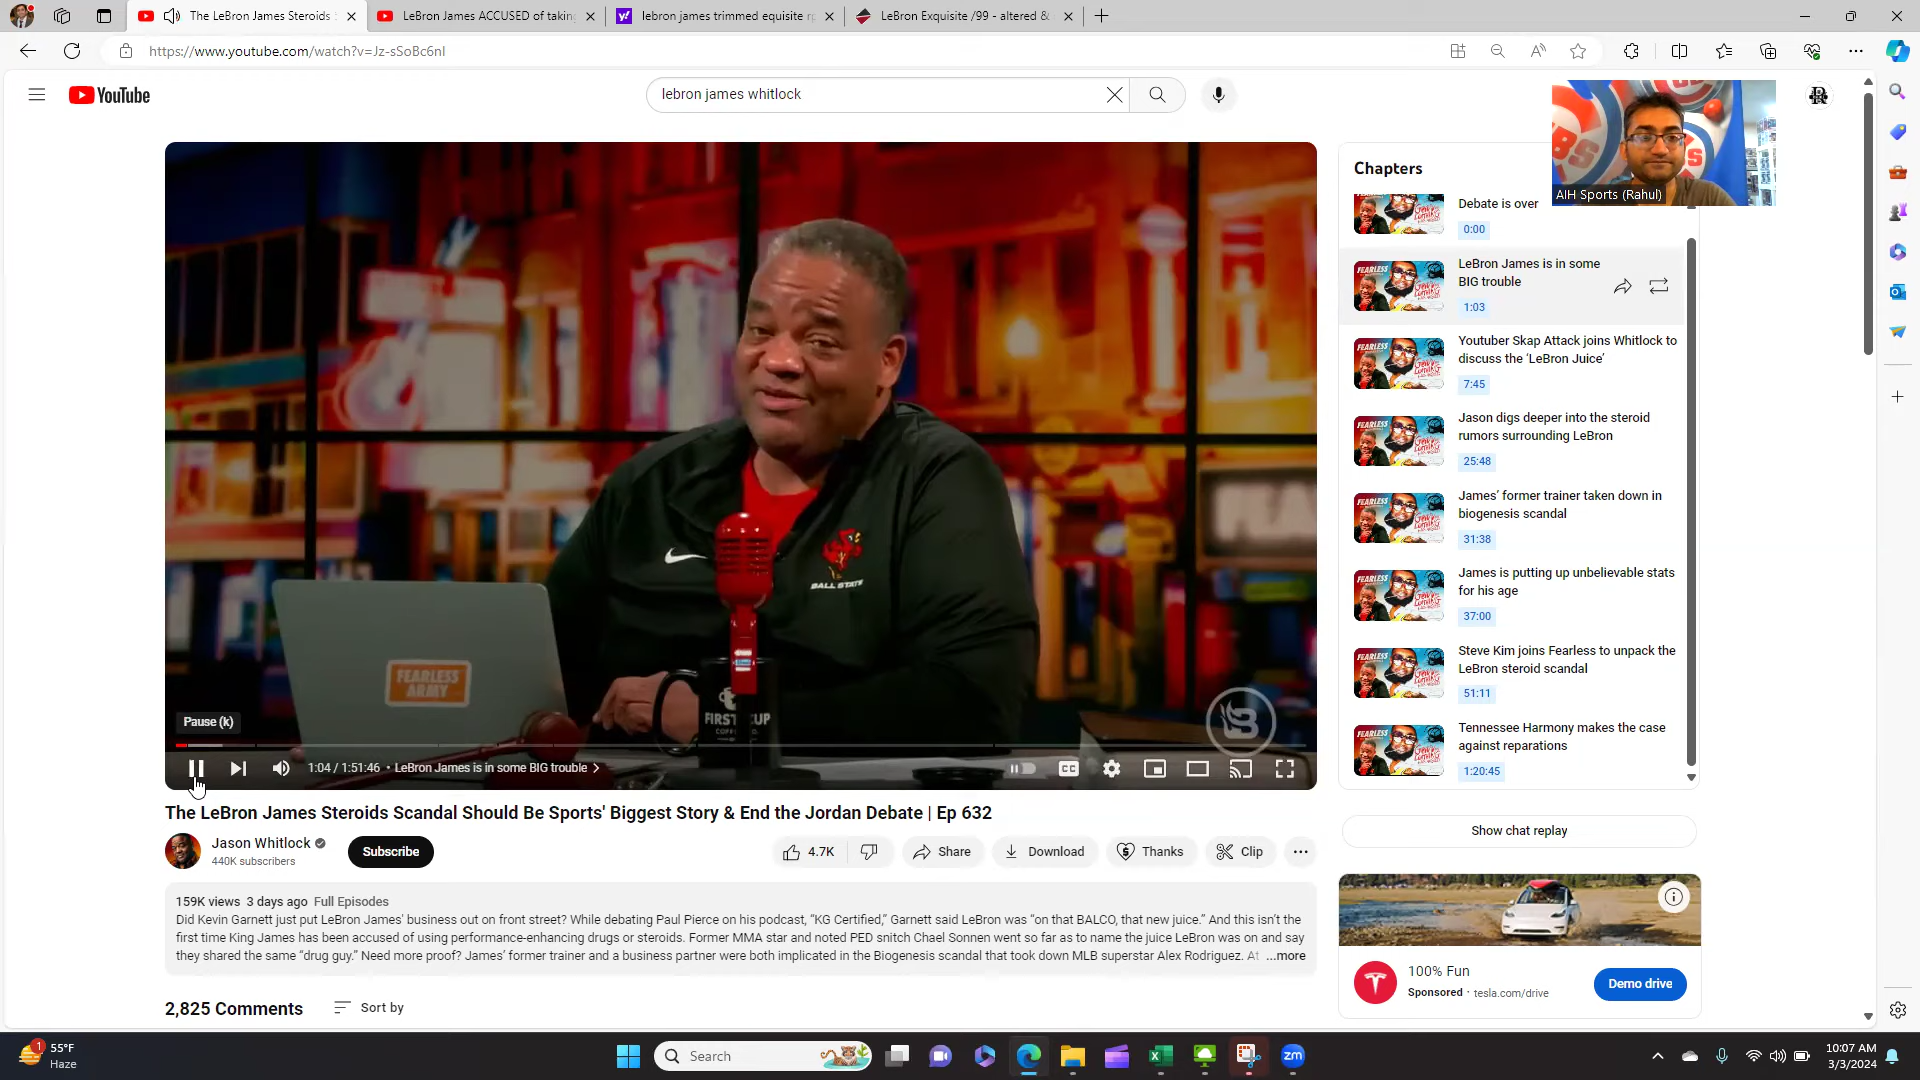 The LeBron James Steroids
LeBron James ACCUSED of takin
lebron james trimmed equisite rp
LeBron Exquisite /99 - altered &
https://www.youtube.com/watch?v=Jz-sSoBc6nI
YouTube
lebron james whitlock
BS
AIH Sports (Rahul)
Chapters
Debate is over
0:00
LeBron James is in some
BIG trouble
1:03
Youtuber Skap Attack joins Whitlock to
discuss the ‘LeBron Juice’
7:45
Jason digs deeper into the steroid
rumors surrounding LeBron
25:48
James’ former trainer taken down in
biogenesis scandal
31:38
James is putting up unbelievable stats
for his age
37:00
Steve Kim joins Fearless to unpack the
LeBron steroid scandal
51:11
Tennessee Harmony makes the case
against reparations
1:20:45
Show chat replay
BALL STATE
FEARLESS
ARMY
FIRST CUP
Pause (k)
1:04 / 1:51:46 • LeBron James is in some BIG trouble >
CC
The LeBron James Steroids Scandal Should Be Sports' Biggest Story & End the Jordan Debate | Ep 632
Jason Whitlock
440K subscribers
Subscribe
4.7K
Share
Download
Thanks
Clip
159K views 3 days ago Full Episodes
Did Kevin Garnett just put LeBron James’ business out on front street? While debating Paul Pierce on his podcast, “KG Certified,” Garnett said LeBron was “on that BALCO, that new juice.” And this isn’t the
first time King James has been accused of using performance-enhancing drugs or steroids. Former MMA star and noted PED snitch Chael Sonnen went so far as to name the juice LeBron was on and say
they shared the same “drug guy.” Need more proof? James’ former trainer and a business partner were both implicated in the Biogenesis scandal that took down MLB superstar Alex Rodriguez. At ...more
2,825 Comments
Sort by
100% Fun
Sponsored · tesla.com/drive
Demo drive
1
55°F
Haze
Search
zm
10:07 AM
3/3/2024